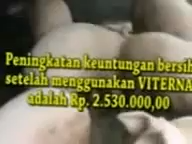 Peningkatan keuntungan bersih
setelah menggunakan VITERNA
adalah Rp. 2.530.000,00